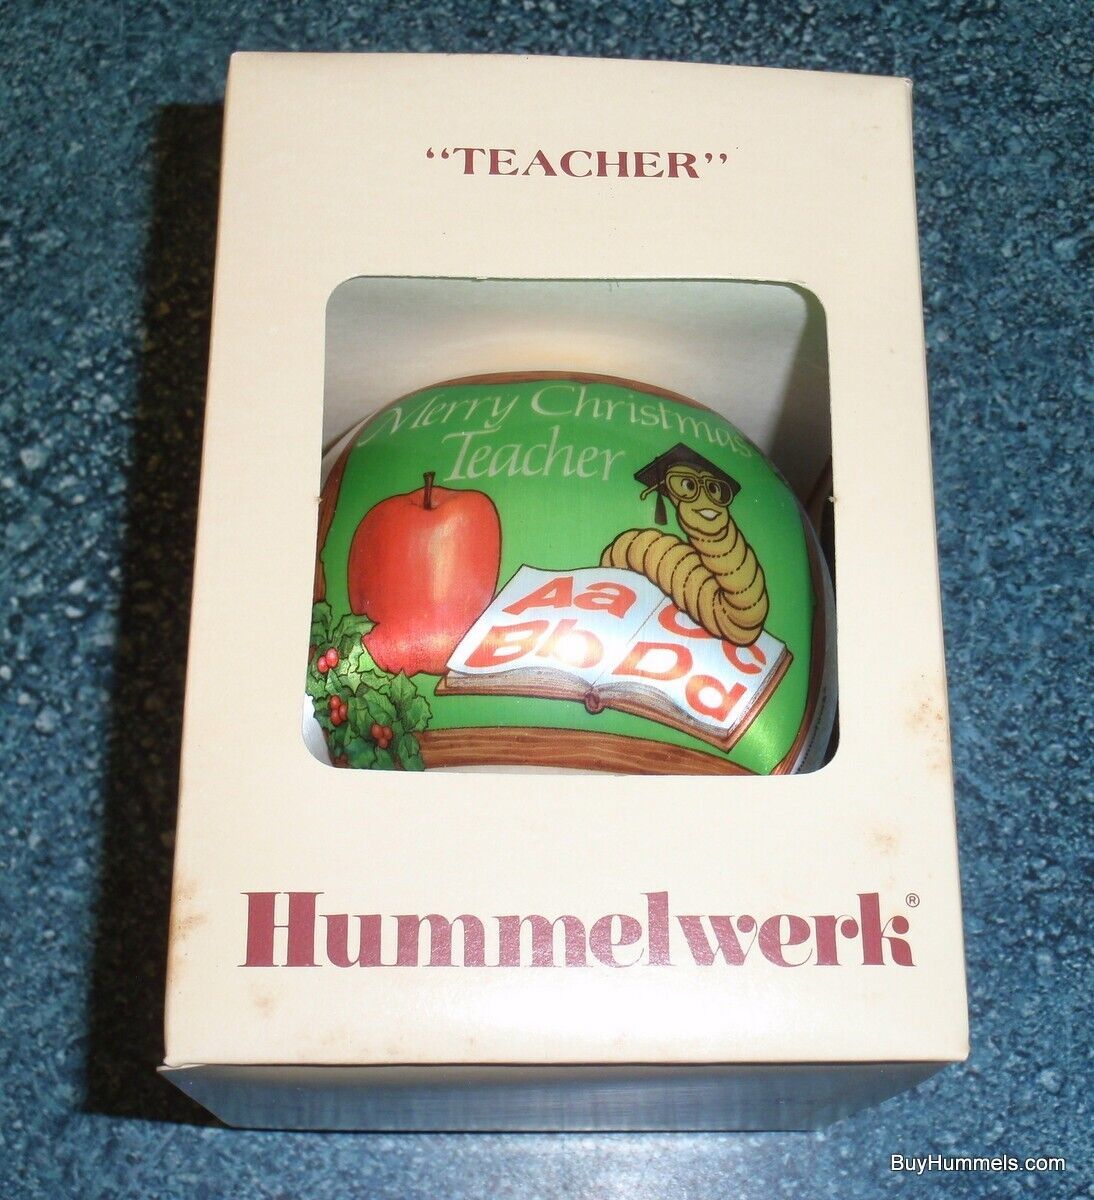 “TEACHER”
Merry Christmas
Teacher
Aa Cc
Bb Dd
Hummelwerk®
BuyHummels.com